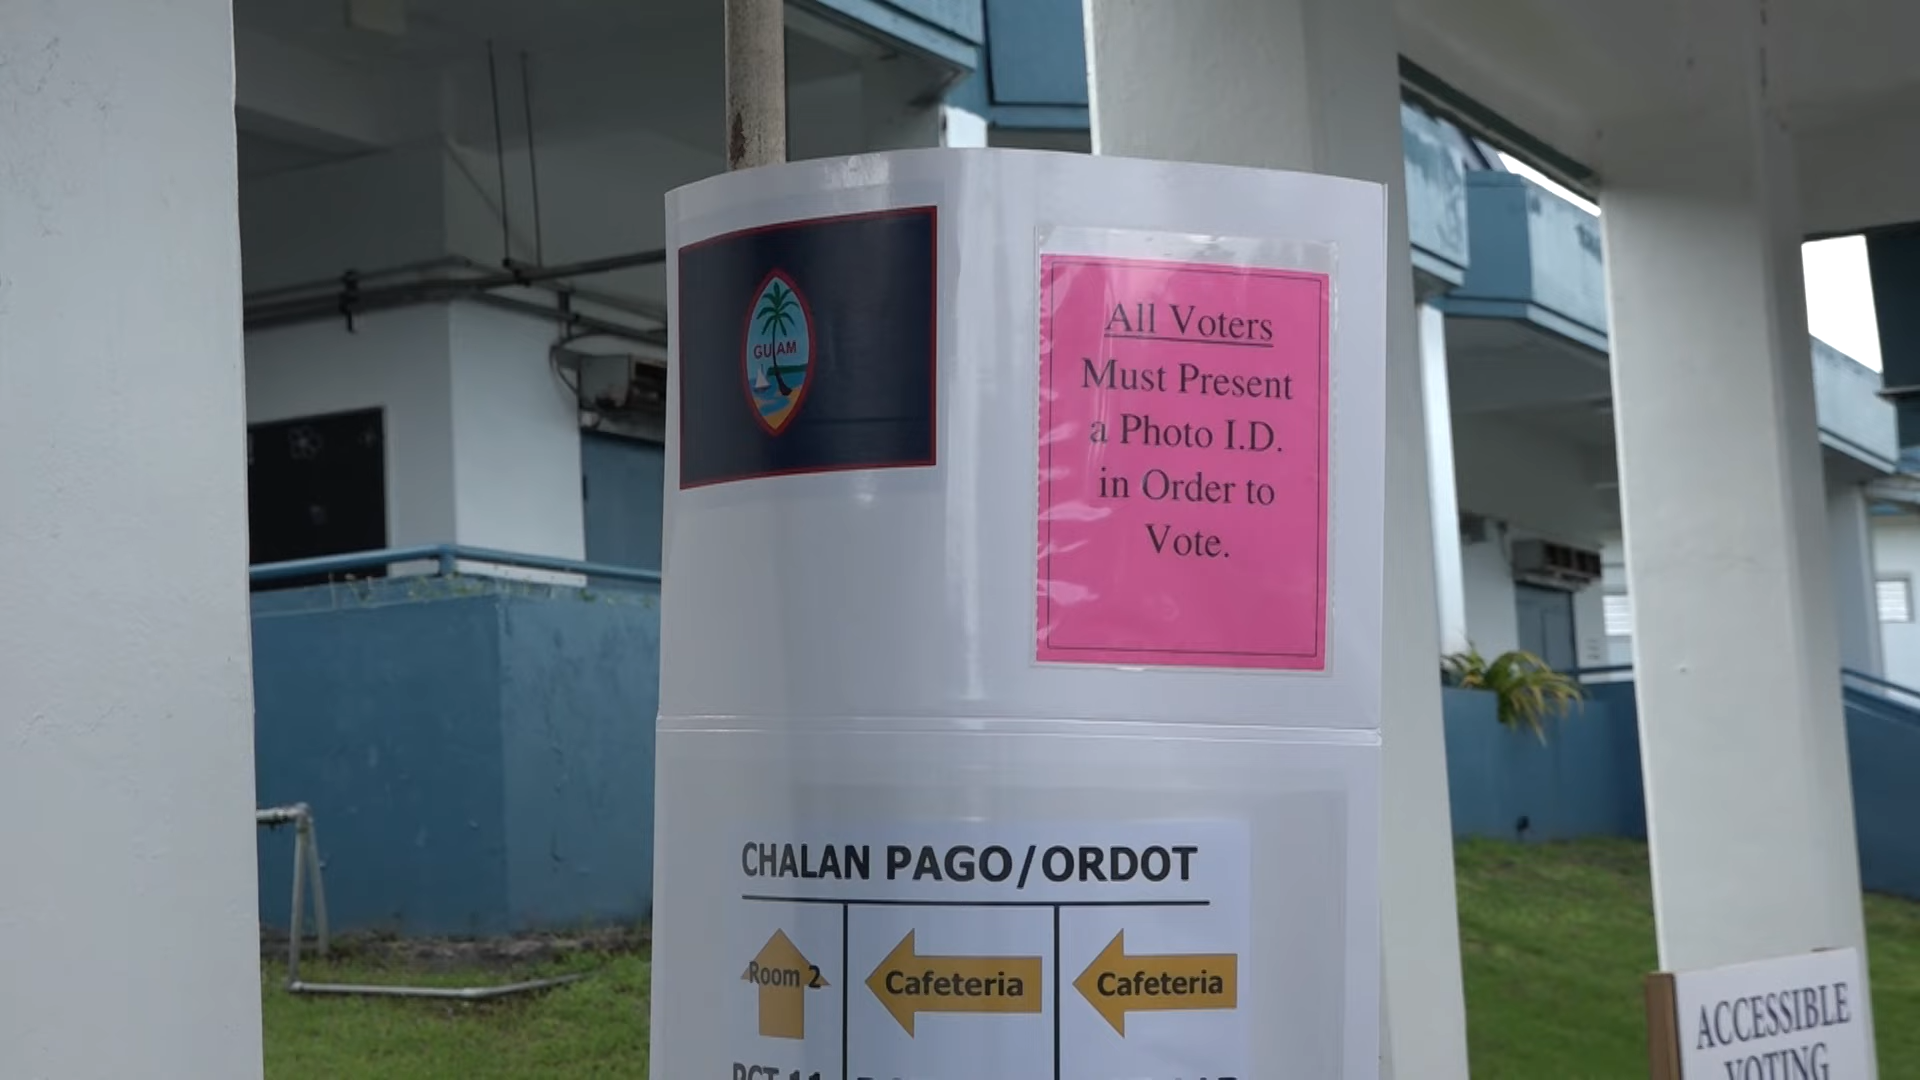 GUAM
All Voters
Must Present
a Photo I.D.
in Order to
Vote.
CHALAN PAGO/ORDOT
Room 2
Cafeteria
Cafeteria
ACCESSIBLE
VOTING